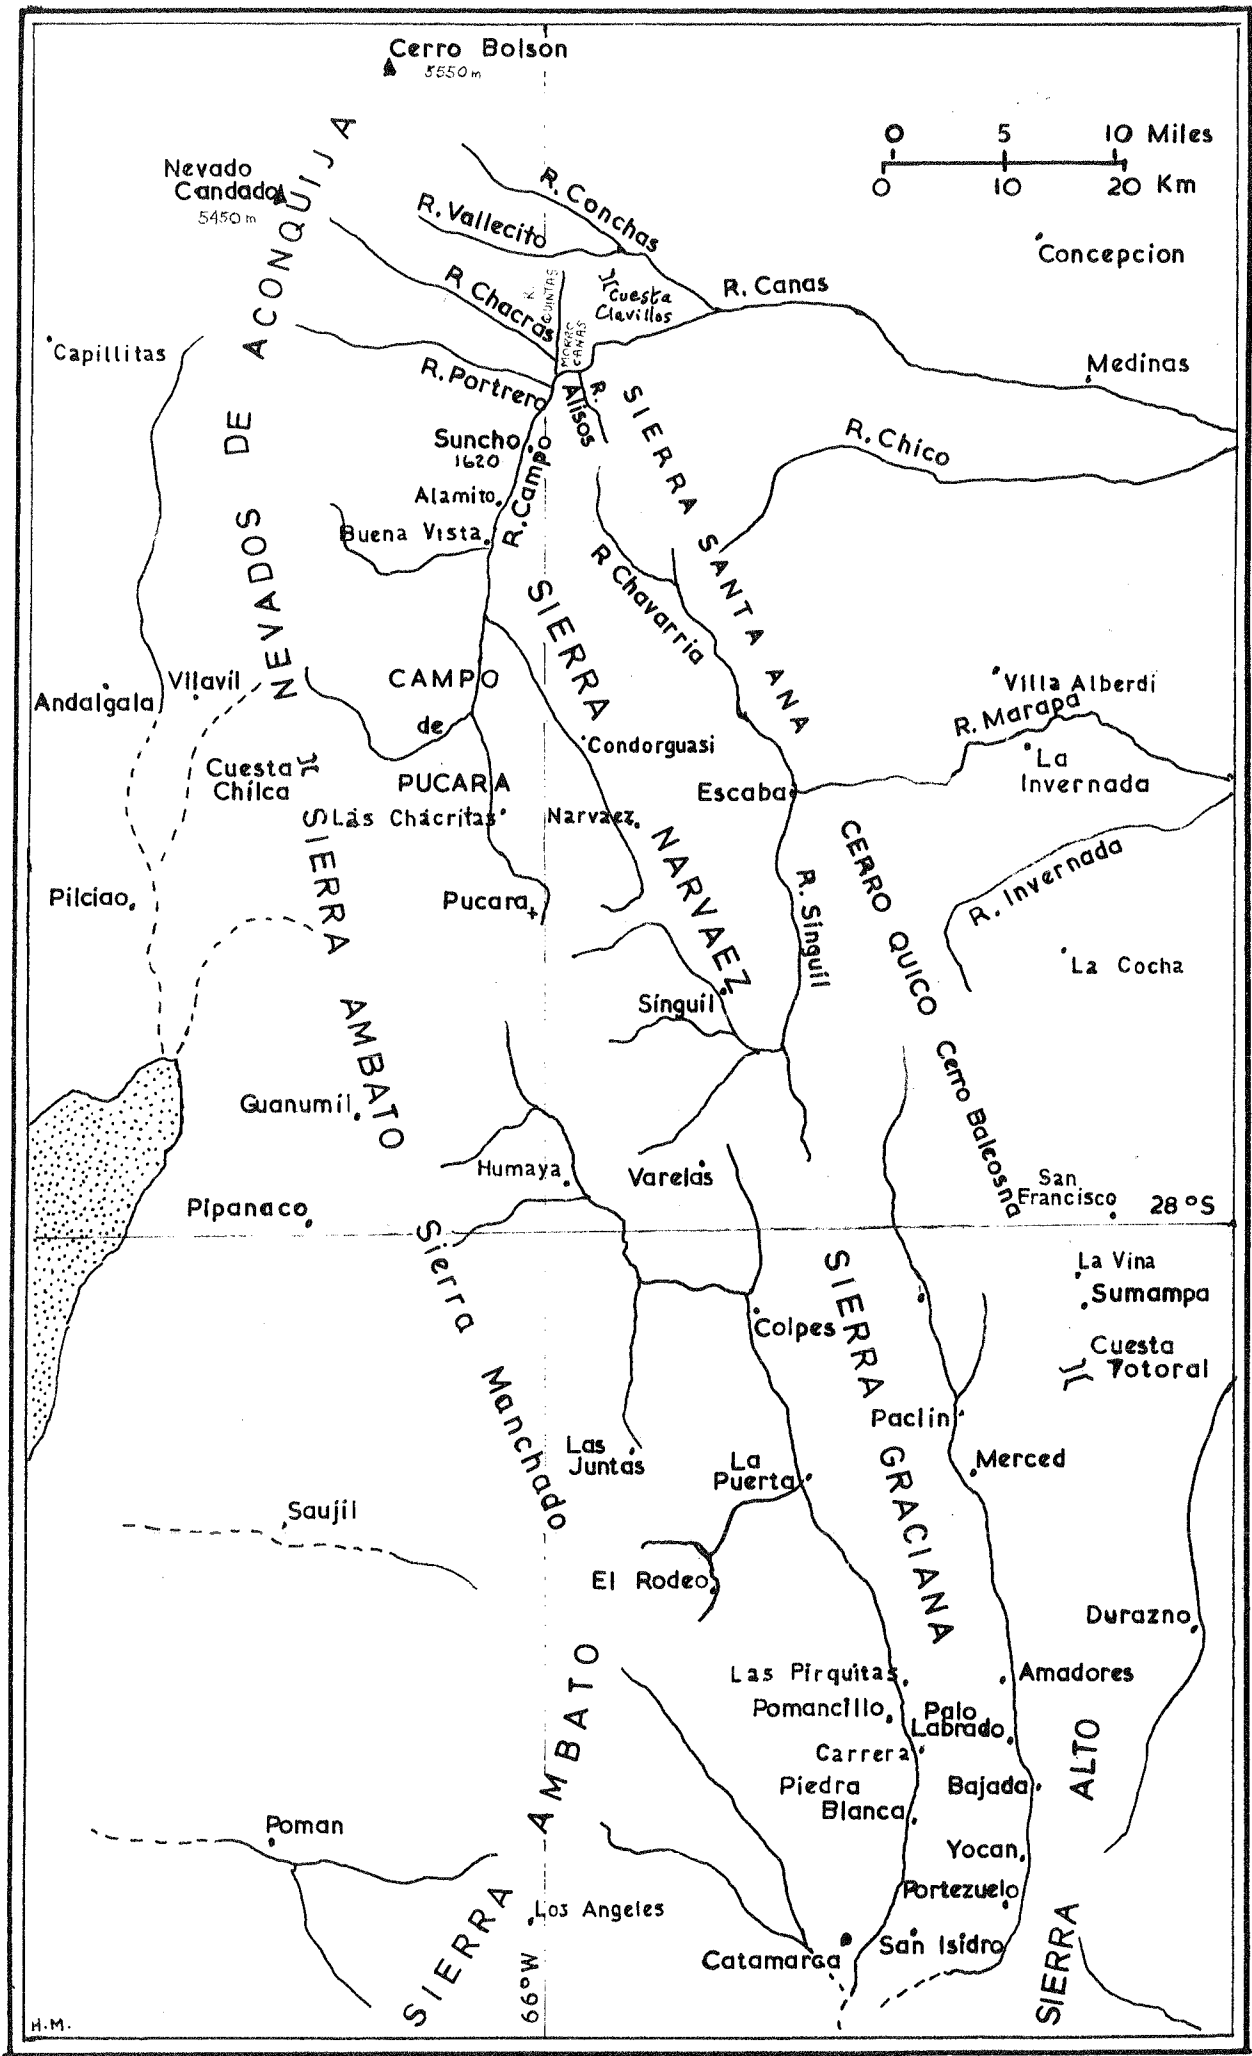 Cerro Bolson
5550 m
0 5 10 Miles
0 10 20 Km
Nevado
Candado
5450 m
NEVADOS DE ACONQUIJA
R. Conchas
R. Vallecito
Concepcion
R Chacras
R. QUINTAS
Cuesta
Clavillos
R. Canas
MORRO
CANAS
Capillitas
Medinas
R. Portrero
R. Alisos
SIERRA SANTA ANA
R. Chico
Suncho
1620
R. Campo
Alamito
Buena Vista
R Chavarria
SIERRA NARVAEZ
Vilavil
Andalgala
CAMPO
de
PUCARA
Villa Alberdi
R. Marapa
Condorguasi
La
Invernada
Cuesta
Chilca
Escaba
Las Chacritas
Narvaez
SIERRA AMBATO
CERRO QUICO
R. Invernada
Pilciao
Pucara
R. Singuil
La Cocha
Singuil
Cerro Balcosna
Guanumil
Humaya
Varelas
San
Francisco
28°S
Pipanaco
Sierra Manchado
SIERRA GRACIANA
La Vina
Sumampa
Colpes
Cuesta
Totoral
Paclin
Las
Juntas
La
Puerta
Merced
Saujil
El Rodeo
Durazno
Las Pirquitas
Amadores
Pomancillo
Palo
Labrado
Carrera
SIERRA ALTO
Piedra
Blanca
Bajada
Poman
Yocan
SIERRA AMBATO
Portezuelo
Los Angeles
Catamarca
San Isidro
66°W
H.M.